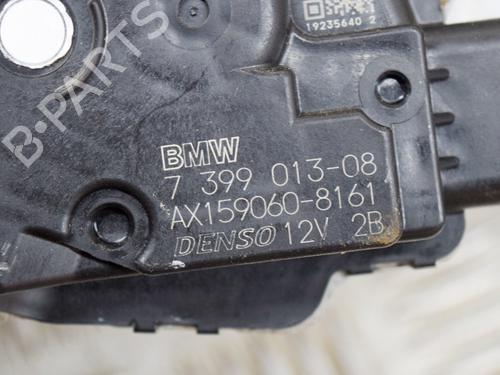 19235640 2
B-PARTS
BMW
7 399 013-08
AX159060-8161
DENSO 12V 2B